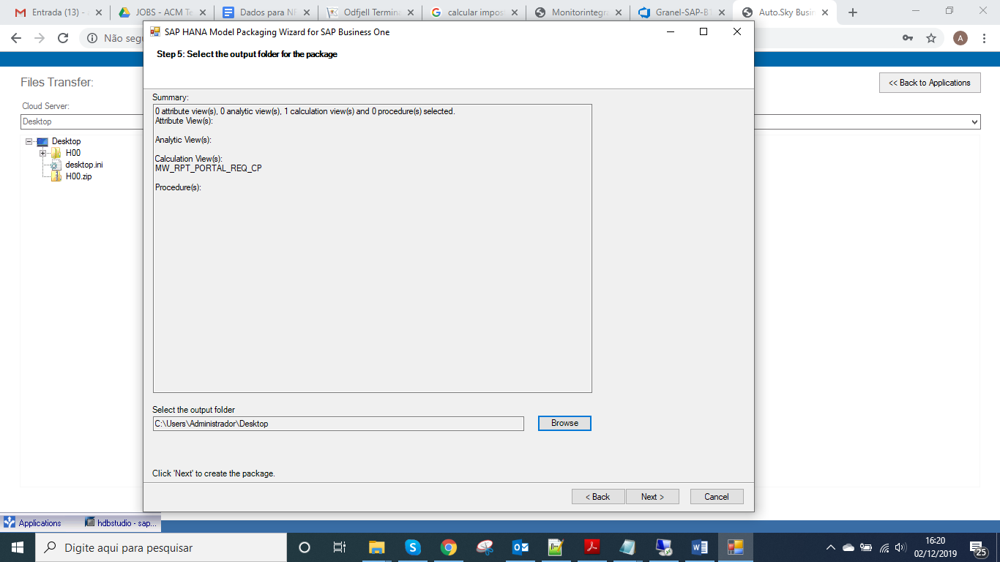 Entrada (13) -
JOBS - ACM Te
Dados para NF
Odfjell Termina
calcular impos
Monitorintegra
Granel-SAP-B1
Auto.Sky Busin
Não segu
A
SAP HANA Model Packaging Wizard for SAP Business One
Step 5: Select the output folder for the package
Files Transfer:
<< Back to Applications
Cloud Server:
Desktop
Desktop
H00
desktop.ini
H00.zip
Summary:
0 attribute view(s), 0 analytic view(s), 1 calculation view(s) and 0 procedure(s) selected.
Attribute View(s):
Analytic View(s):
Calculation View(s):
MW_RPT_PORTAL_REQ_CP
Procedure(s):
Select the output folder
C:\Users\Administrador\Desktop
Browse
Click 'Next' to create the package.
< Back
Next >
Cancel
Applications
hdbstudio - sap...
Digite aqui para pesquisar
16:20
02/12/2019
25